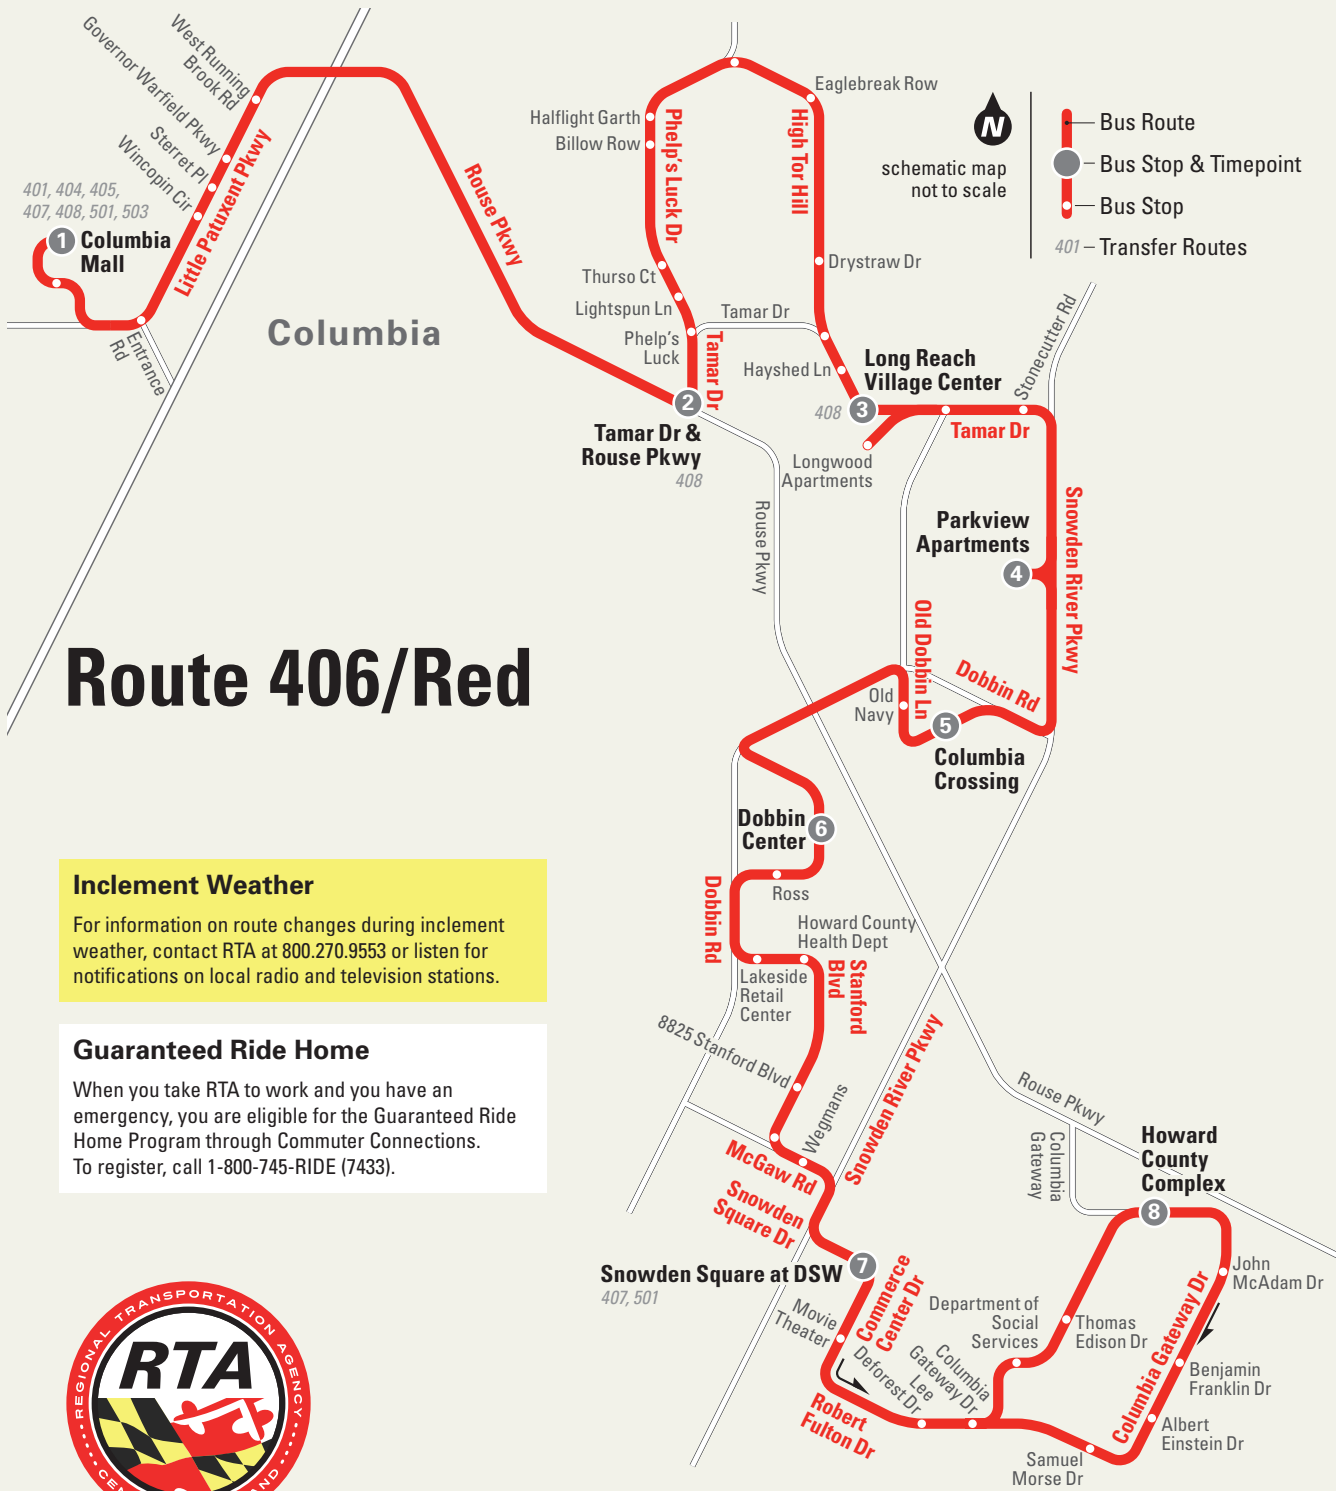 West Running
Brook Rd
Governor Warfield Pkwy
Sterret Pl
Wincopin Cir
401, 404, 405,
407, 408, 501, 503
1
Columbia
Mall
Little Patuxent Pkwy
Entrance
Rd
Columbia
Rouse Pkwy
Halflight Garth
Billow Row
Phelp's Luck Dr
Thurso Ct
Lightspun Ln
Phelp's
Luck
Tamar Dr
2
Tamar Dr &
Rouse Pkwy
408
Eaglebreak Row
High Tor Hill
Drystraw Dr
Tamar Dr
Hayshed Ln
Long Reach
Village Center
408
3
Longwood
Apartments
Tamar Dr
Stonecutter Rd
N
schematic map
not to scale
Bus Route
Bus Stop & Timepoint
Bus Stop
401
Transfer Routes
Rouse Pkwy
Parkview
Apartments
4
Snowden River Pkwy
Old Dobbin Ln
Dobbin Rd
Old
Navy
5
Columbia
Crossing
Route 406/Red
Dobbin
Center
6
Ross
Dobbin Rd
Howard County
Health Dept
Lakeside
Retail
Center
Stanford
Blvd
8825 Stanford Blvd
Wegmans
McGaw Rd
Snowden River Pkwy
Snowden
Square Dr
Snowden Square at DSW
407, 501
7
Movie
Theater
Commerce
Center Dr
Robert
Fulton Dr
Lee
Deforest Dr
Columbia
Gateway Dr
Department of
Social
Services
Thomas
Edison Dr
Rouse Pkwy
Columbia
Gateway
Howard
County
Complex
8
John
McAdam Dr
Columbia Gateway Dr
Benjamin
Franklin Dr
Albert
Einstein Dr
Samuel
Morse Dr
Inclement Weather
For information on route changes during inclement
weather, contact RTA at 800.270.9553 or listen for
notifications on local radio and television stations.
Guaranteed Ride Home
When you take RTA to work and you have an
emergency, you are eligible for the Guaranteed Ride
Home Program through Commuter Connections.
To register, call 1-800-745-RIDE (7433).
REGIONAL TRANSPORTATION AGENCY
RTA